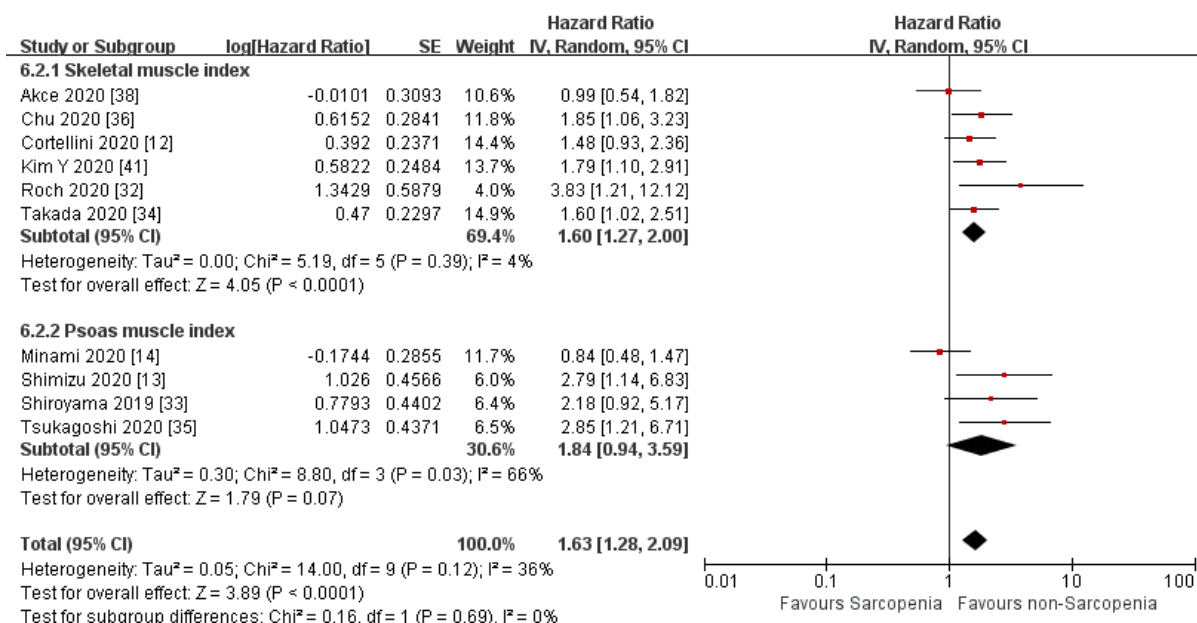 Hazard Ratio Hazard Ratio
Study or Subgroup log[Hazard Ratio] SE Weight IV, Random, 95% CI IV, Random, 95% CI
6.2.1 Skeletal muscle index
Akce 2020 [38] -0.0101 0.3093 10.6% 0.99 [0.54, 1.82]
Chu 2020 [36] 0.6152 0.2841 11.8% 1.85 [1.06, 3.23]
Cortellini 2020 [12] 0.392 0.2371 14.4% 1.48 [0.93, 2.36]
Kim Y 2020 [41] 0.5822 0.2484 13.7% 1.79 [1.10, 2.91]
Roch 2020 [32] 1.3429 0.5879 4.0% 3.83 [1.21, 12.12]
Takada 2020 [34] 0.47 0.2297 14.9% 1.60 [1.02, 2.51]
Subtotal (95% CI) 69.4% 1.60 [1.27, 2.00]
Heterogeneity: Tau² = 0.00; Chi² = 5.19, df = 5 (P = 0.39); I² = 4%
Test for overall effect: Z = 4.05 (P < 0.0001)
6.2.2 Psoas muscle index
Minami 2020 [14] -0.1744 0.2855 11.7% 0.84 [0.48, 1.47]
Shimizu 2020 [13] 1.026 0.4566 6.0% 2.79 [1.14, 6.83]
Shiroyama 2019 [33] 0.7793 0.4402 6.4% 2.18 [0.92, 5.17]
Tsukagoshi 2020 [35] 1.0473 0.4371 6.5% 2.85 [1.21, 6.71]
Subtotal (95% CI) 30.6% 1.84 [0.94, 3.59]
Heterogeneity: Tau² = 0.30; Chi² = 8.80, df = 3 (P = 0.03); I² = 66%
Test for overall effect: Z = 1.79 (P = 0.07)
Total (95% CI) 100.0% 1.63 [1.28, 2.09]
Heterogeneity: Tau² = 0.05; Chi² = 14.00, df = 9 (P = 0.12); I² = 36%
Test for overall effect: Z = 3.89 (P < 0.0001)
Test for subgroup differences: Chi² = 0.16, df = 1 (P = 0.69), I² = 0%
0.01 0.1 1 10 100
Favours Sarcopenia Favours non-Sarcopenia